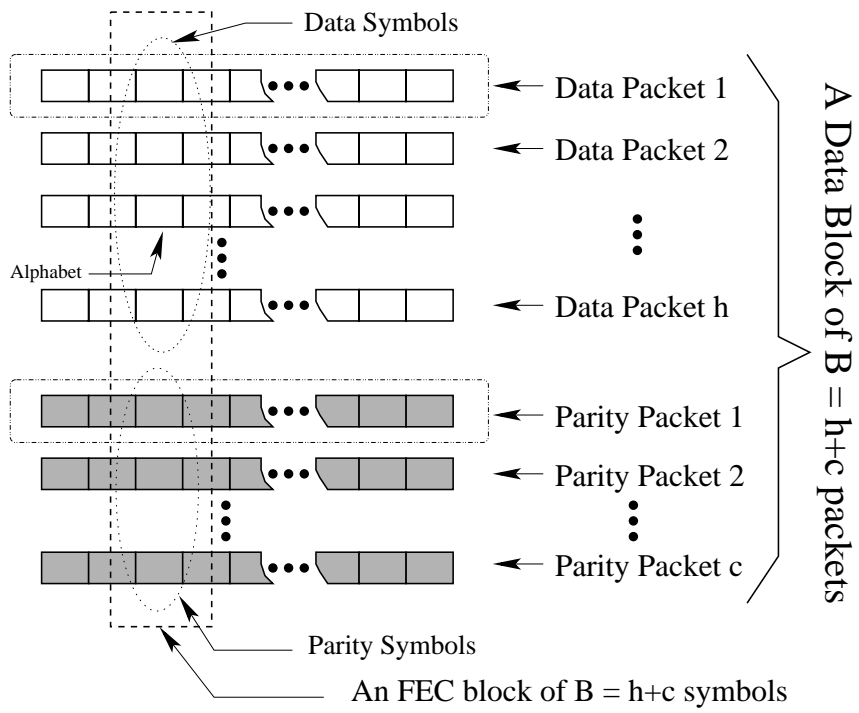 Data Symbols
Data Packet 1
Data Packet 2
Alphabet
Data Packet h
Parity Packet 1
Parity Packet 2
Parity Packet c
A Data Block of B = h+c packets
Parity Symbols
An FEC block of B = h+c symbols